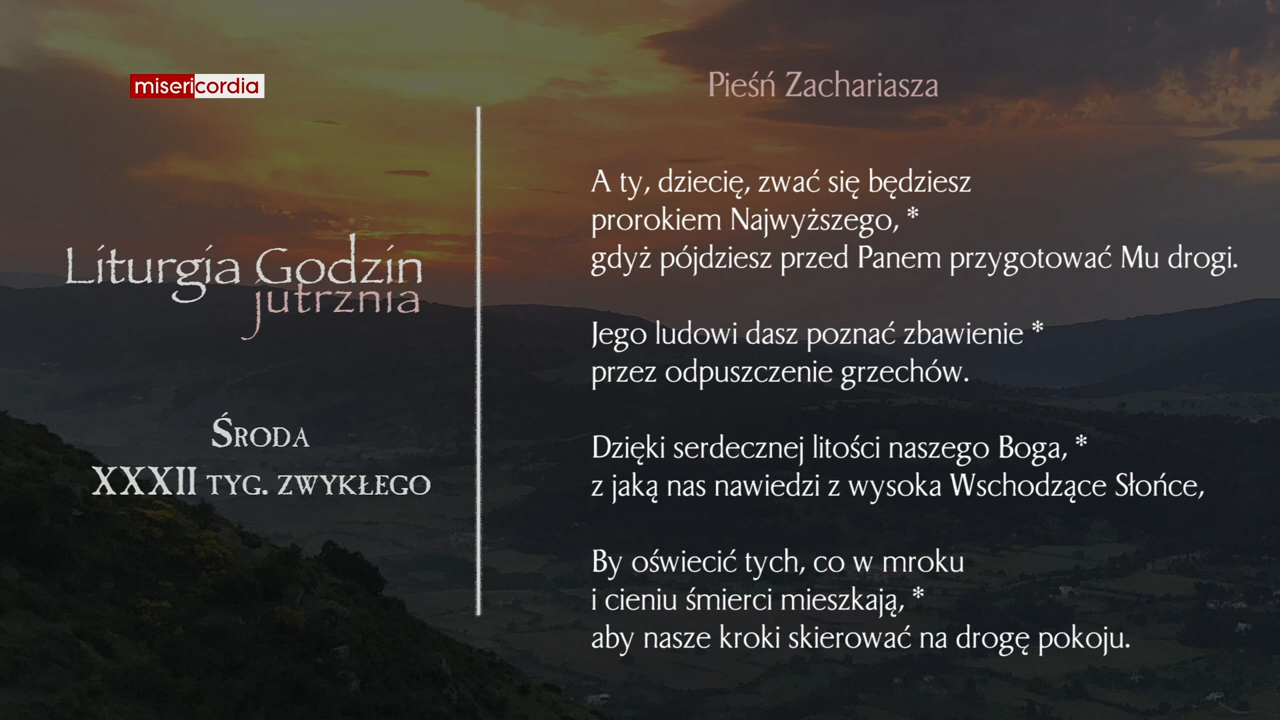 misericordia
Liturgia Godzin
jutrznia
Środa
XXXII tyg. zwykłego
Pieśń Zachariasza
A ty, dziecię, zwać się będziesz
prorokiem Najwyższego, *
gdyż pójdziesz przed Panem przygotować Mu drogi.
Jego ludowi dasz poznać zbawienie *
przez odpuszczenie grzechów.
Dzięki serdecznej litości naszego Boga, *
z jaką nas nawiedzi z wysoka Wschodzące Słońce,
By oświecić tych, co w mroku
i cieniu śmierci mieszkają, *
aby nasze kroki skierować na drogę pokoju.